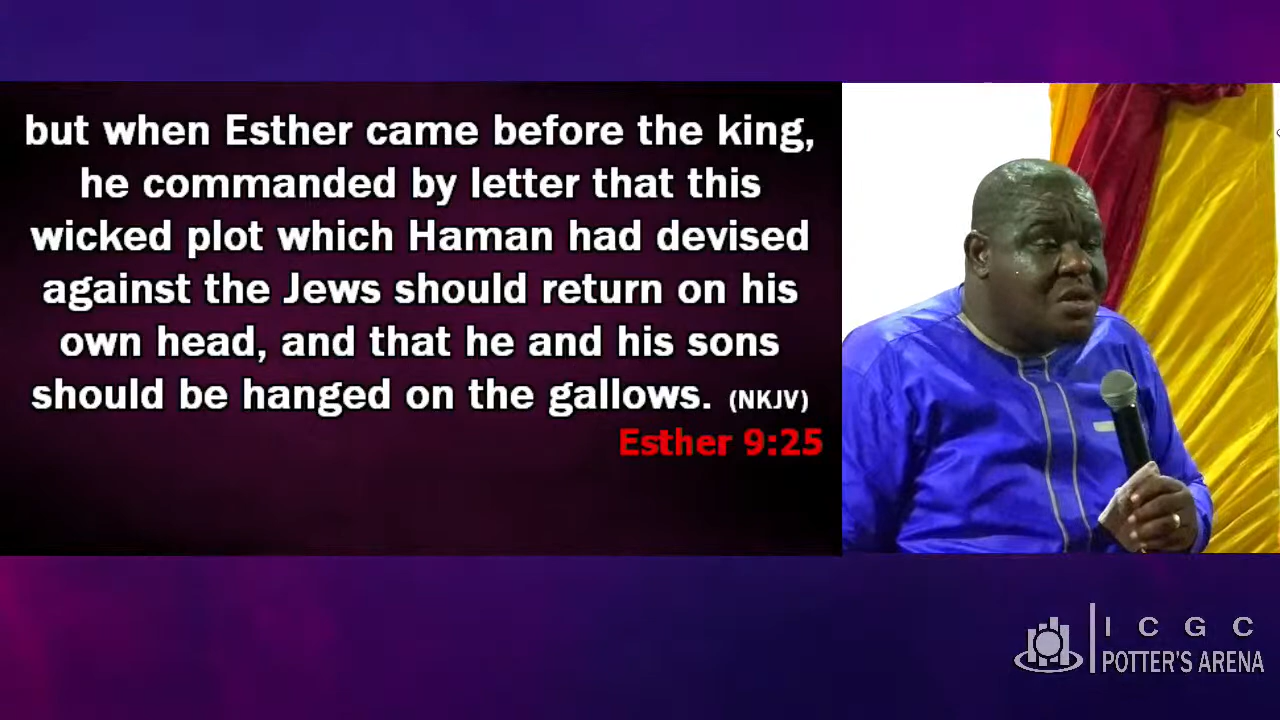 but when Esther came before the king,
he commanded by letter that this
wicked plot which Haman had devised
against the Jews should return on his
own head, and that he and his sons
should be hanged on the gallows. (NKJV)
Esther 9:25
I C G C
POTTER'S ARENA